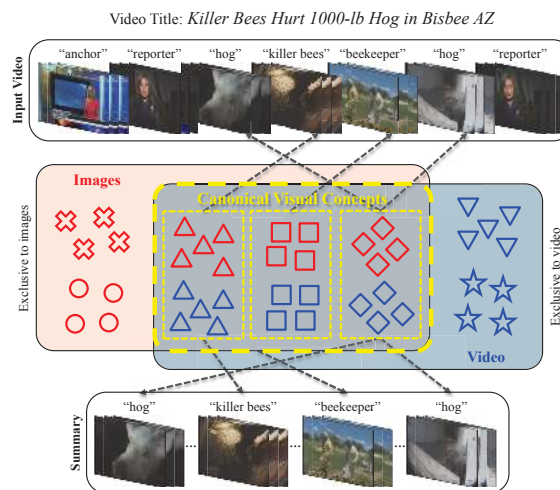 Video Title: Killer Bees Hurt 1000-lb Hog in Bisbee AZ
Input Video
“anchor” “reporter” “hog” “killer bees” “beekeeper” “hog” “reporter”
Images
Canonical Visual Concepts
Exclusive to images
Exclusive to video
Video
Summary
“hog” “killer bees” “beekeeper” “hog”